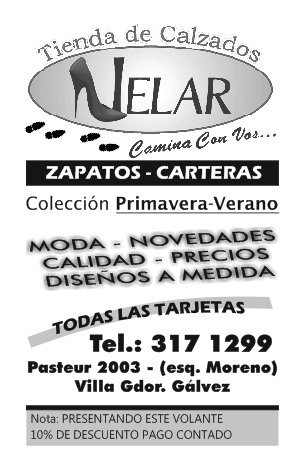 Tienda de Calzados
NELAR
Camina Con Vos...
ZAPATOS - CARTERAS
Colección Primavera-Verano
MODA - NOVEDADES
CALIDAD - PRECIOS
DISEÑOS A MEDIDA
TODAS LAS TARJETAS
Tel.: 317 1299
Pasteur 2003 - (esq. Moreno)
Villa Gdor. Gálvez
Nota: PRESENTANDO ESTE VOLANTE
10% DE DESCUENTO PAGO CONTADO